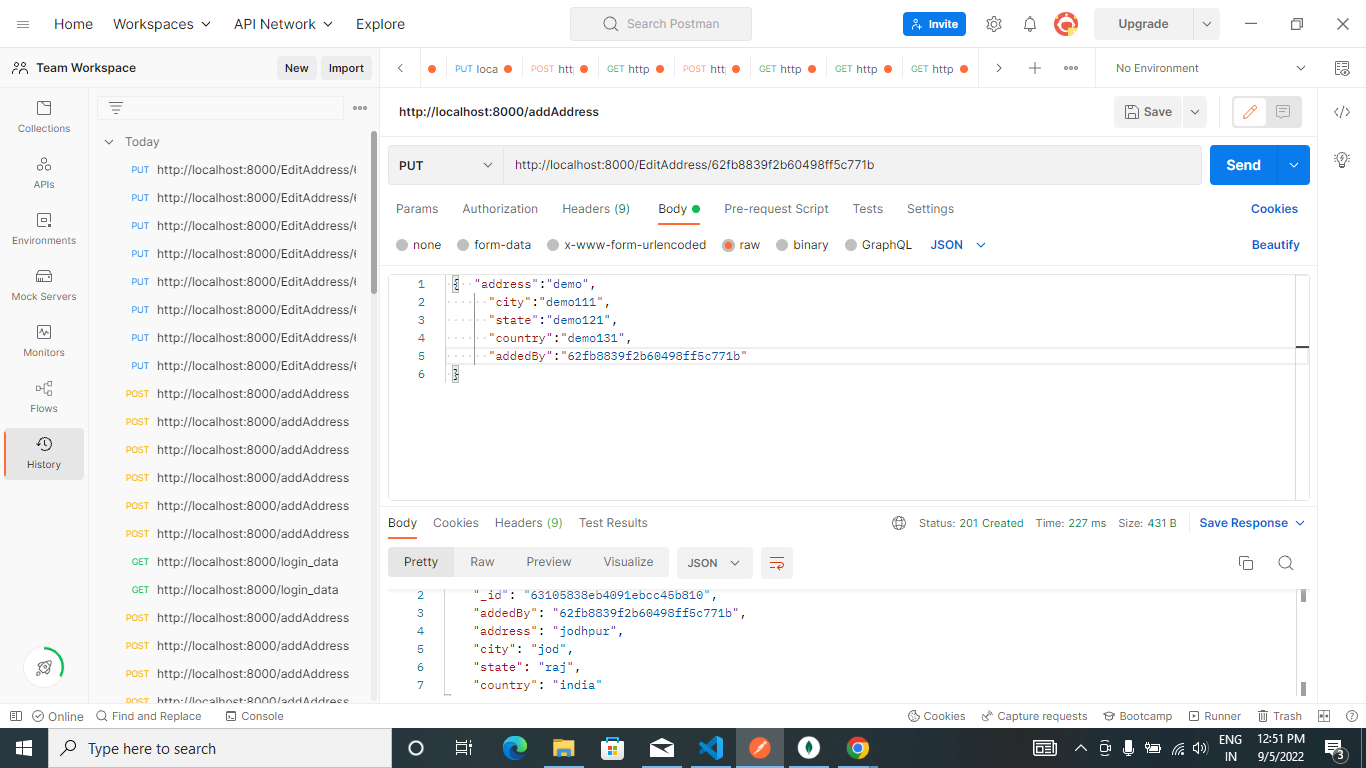 Home Workspaces API Network Explore
Search Postman
Invite
Upgrade
Team Workspace
New Import
PUT loca
POST htt
GET http
POST htt
GET http
GET http
GET http
No Environment
Collections
APIs
Environments
Mock Servers
Monitors
Flows
History
Today
PUT http://localhost:8000/EditAddress/6
PUT http://localhost:8000/EditAddress/6
PUT http://localhost:8000/EditAddress/6
PUT http://localhost:8000/EditAddress/6
PUT http://localhost:8000/EditAddress/6
PUT http://localhost:8000/EditAddress/6
PUT http://localhost:8000/EditAddress/6
PUT http://localhost:8000/EditAddress/6
POST http://localhost:8000/addAddress
POST http://localhost:8000/addAddress
POST http://localhost:8000/addAddress
POST http://localhost:8000/addAddress
POST http://localhost:8000/addAddress
POST http://localhost:8000/addAddress
GET http://localhost:8000/login_data
GET http://localhost:8000/login_data
POST http://localhost:8000/addAddress
POST http://localhost:8000/addAddress
POST http://localhost:8000/addAddress
POST http://localhost:8000/addAddress
http://localhost:8000/addAddress
Save
PUT http://localhost:8000/EditAddress/62fb8839f2b60498ff5c771b
Send
Params Authorization Headers (9) Body Pre-request Script Tests Settings Cookies
none form-data x-www-form-urlencoded raw binary GraphQL JSON Beautify
1 { "address":"demo",
2 "city":"demo111",
3 "state":"demo121",
4 "country":"demo131",
5 "addedBy":"62fb8839f2b60498ff5c771b"
6 }
Body Cookies Headers (9) Test Results
Status: 201 Created Time: 227 ms Size: 431 B Save Response
Pretty Raw Preview Visualize JSON
2 "_id": "63105838eb4091ebcc45b810",
3 "addedBy": "62fb8839f2b60498ff5c771b",
4 "address": "jodhpur",
5 "city": "jod",
6 "state": "raj",
7 "country": "india"
Online Find and Replace Console
Cookies Capture requests Bootcamp Runner Trash
Type here to search
ENG
IN
12:51 PM
9/5/2022
3